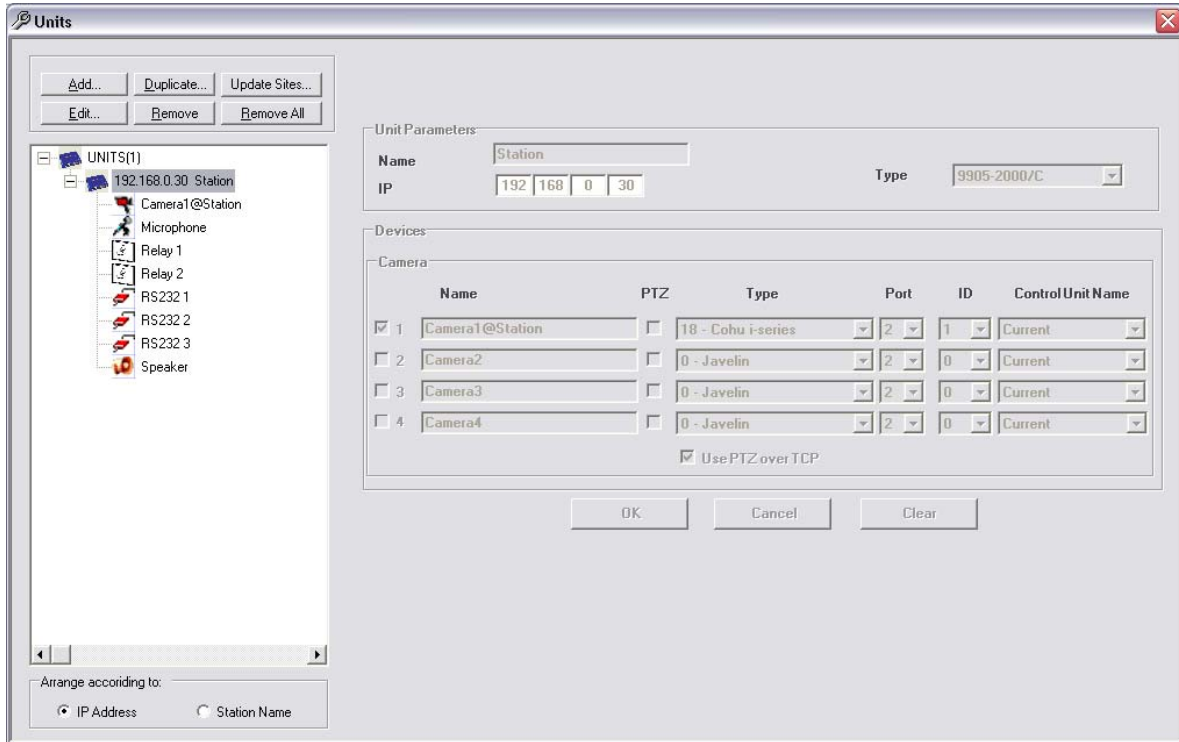 Units
Add... Duplicate... Update Sites...
Edit... Remove Remove All
UNITS(1)
192.168.0.30 Station
Camera1@Station
Microphone
Relay 1
Relay 2
RS232 1
RS232 2
RS232 3
Speaker
Arrange accoriding to:
IP Address Station Name
Unit Parameters
Name Station
IP 192 168 0 30
Type 9905-2000/C
Devices
Camera
Name PTZ Type Port ID Control Unit Name
1 Camera1@Station 18 - Cohu i-series 2 1 Current
2 Camera2 0 - Javelin 2 0 Current
3 Camera3 0 - Javelin 2 0 Current
4 Camera4 0 - Javelin 2 0 Current
Use PTZ over TCP
OK Cancel Clear